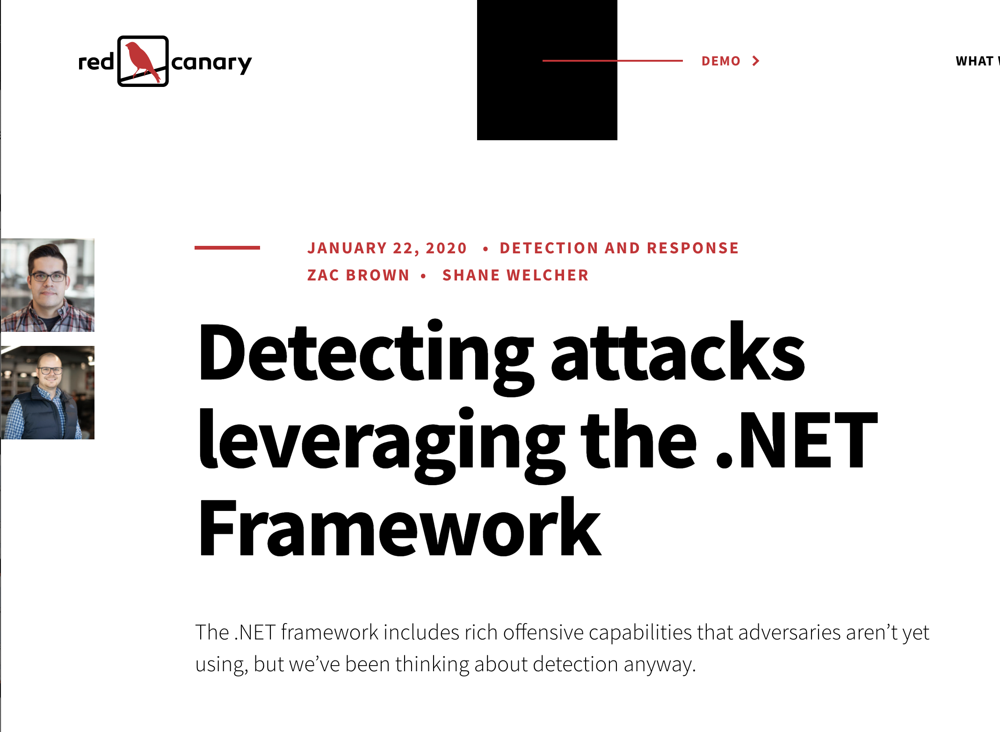 red canary
DEMO
WHAT
JANUARY 22, 2020 • DETECTION AND RESPONSE
ZAC BROWN • SHANE WELCHER
Detecting attacks
leveraging the .NET
Framework
The .NET framework includes rich offensive capabilities that adversaries aren’t yet
using, but we’ve been thinking about detection anyway.